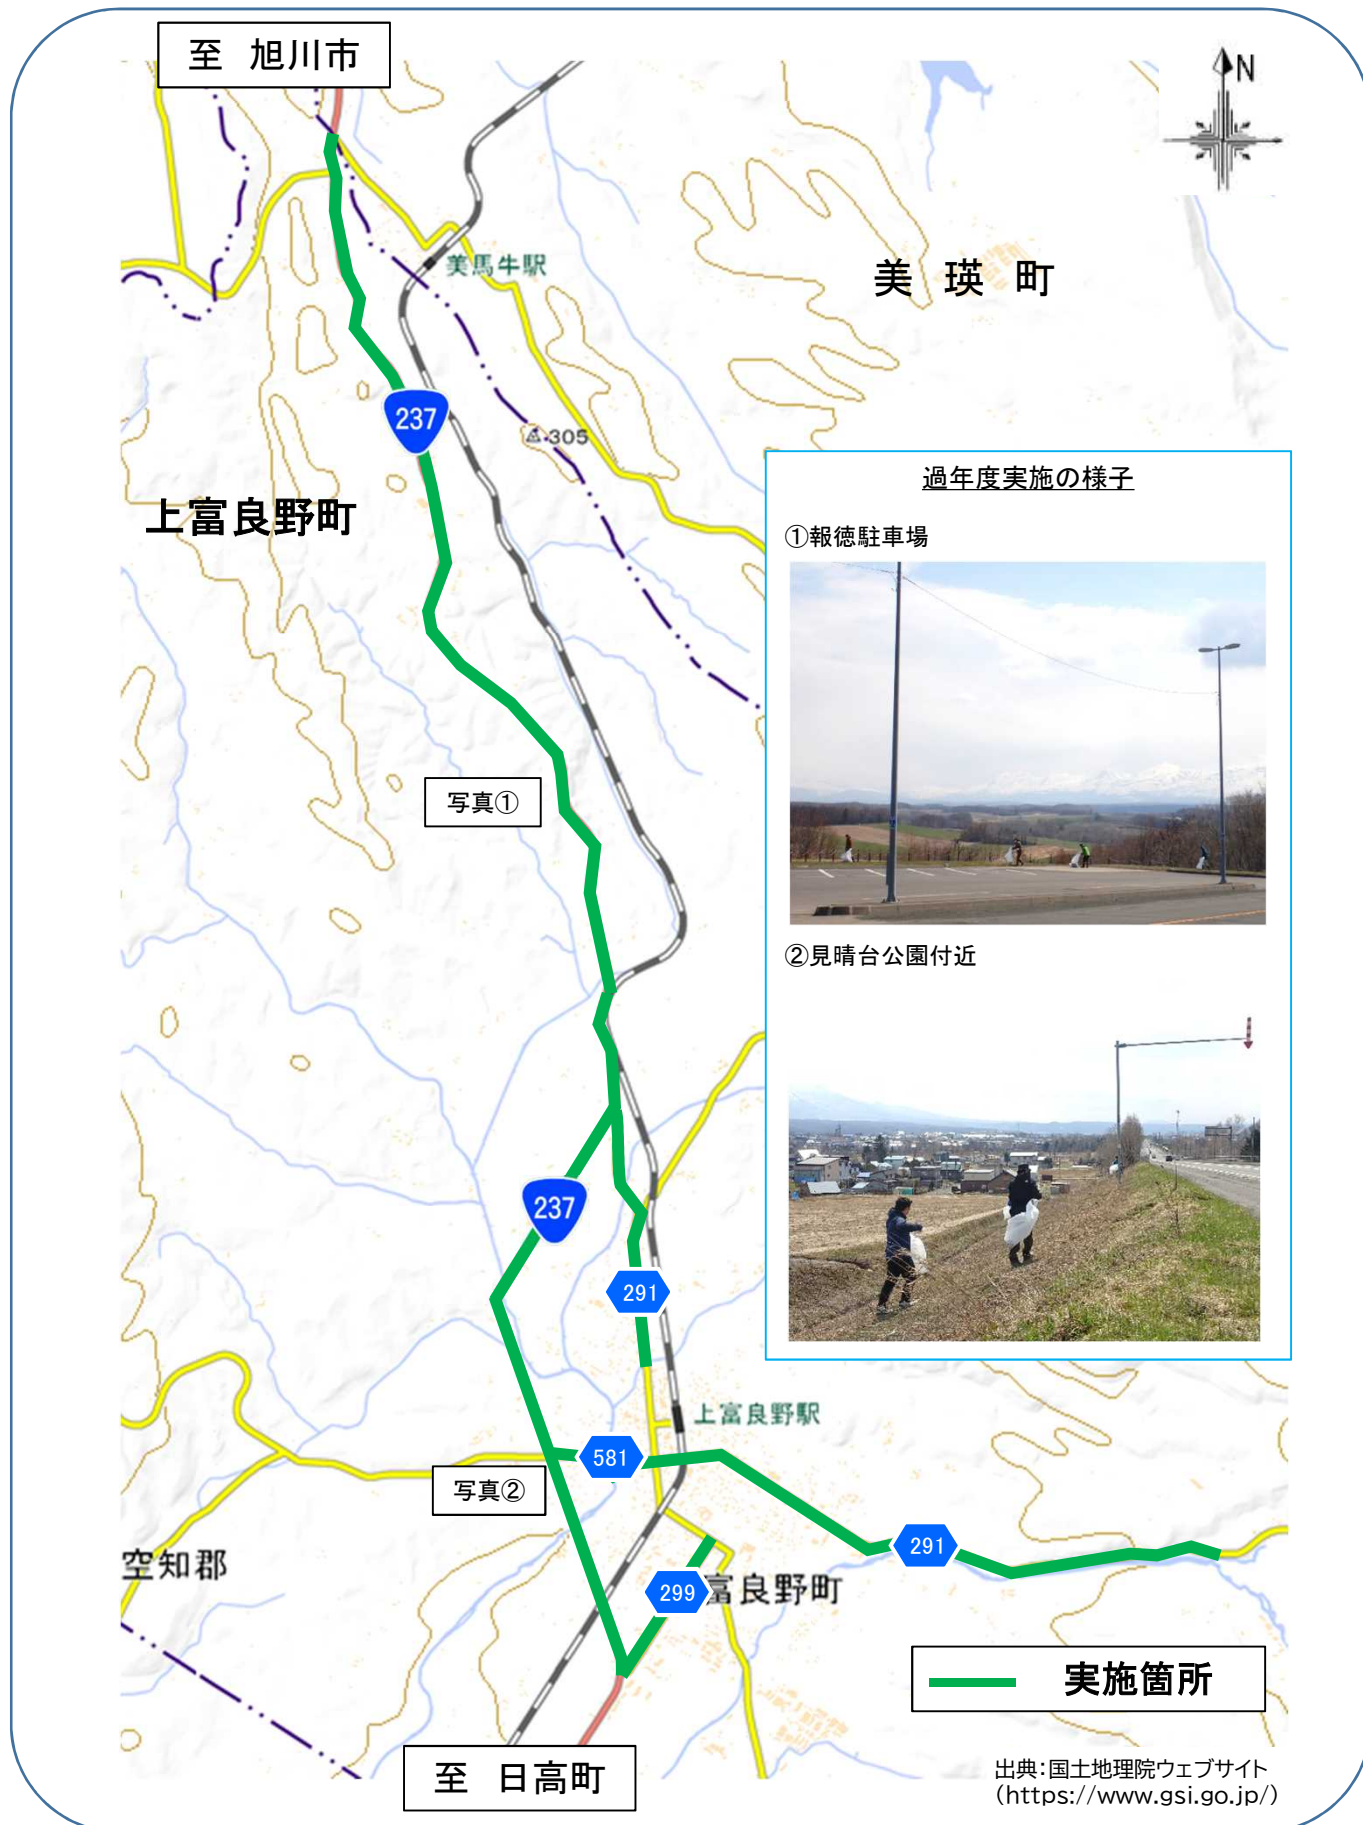 至 旭川市
N
美馬牛駅
美 瑛 町
237
305
過年度実施の様子
上富良野町
①報徳駐車場
写真①
②見晴台公園付近
237
291
上富良野駅
581
写真②
291
空知郡
299
富良野町
実施箇所
至 日高町
出典:国土地理院ウェブサイト
(https://www.gsi.go.jp/)